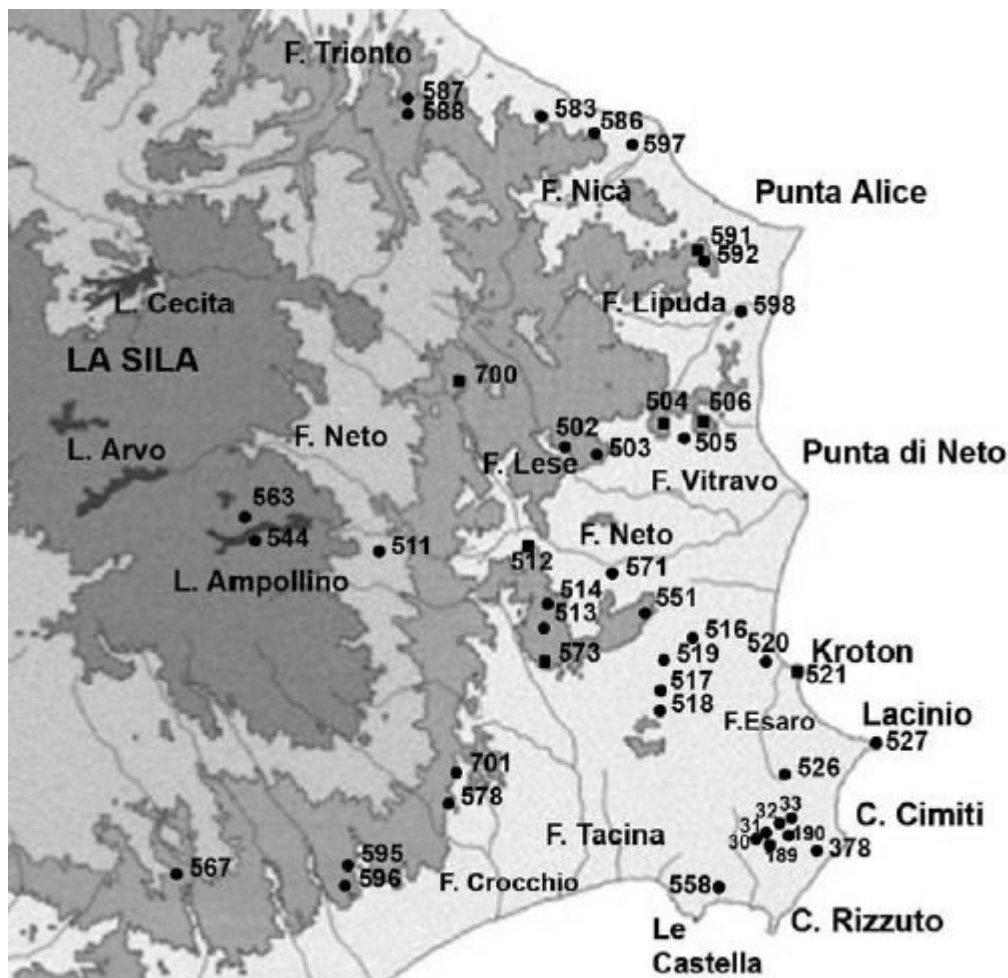 F. Trionto
587
588
583
586
597
F. Nicà
Punta Alice
591
592
L. Cecita
F. Lipuda
598
LA SILA
700
504
506
L. Arvo
F. Neto
502
503
505
F. Lese
F. Vitravo
Punta di Neto
563
544
511
L. Ampollino
512
F. Neto
571
514
513
551
573
516
519
520
Kroton
521
517
518
F.Esaro
Lacinio
527
701
578
526
33
32
31
30
190
189
C. Cimiti
378
F. Tacina
567
595
596
F. Crocchio
558
C. Rizzuto
Le
Castella